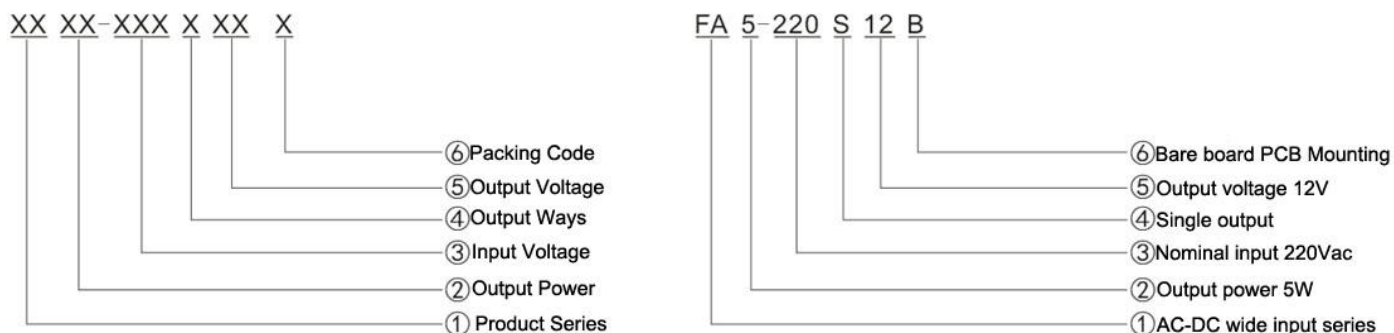 XX XX-XXX X XX X
⑥Packing Code
⑤Output Voltage
④Output Ways
③Input Voltage
②Output Power
① Product Series
FA 5-220 S 12 B
⑥Bare board PCB Mounting
⑤Output voltage 12V
④Single output
③Nominal input 220Vac
②Output power 5W
①AC-DC wide input series